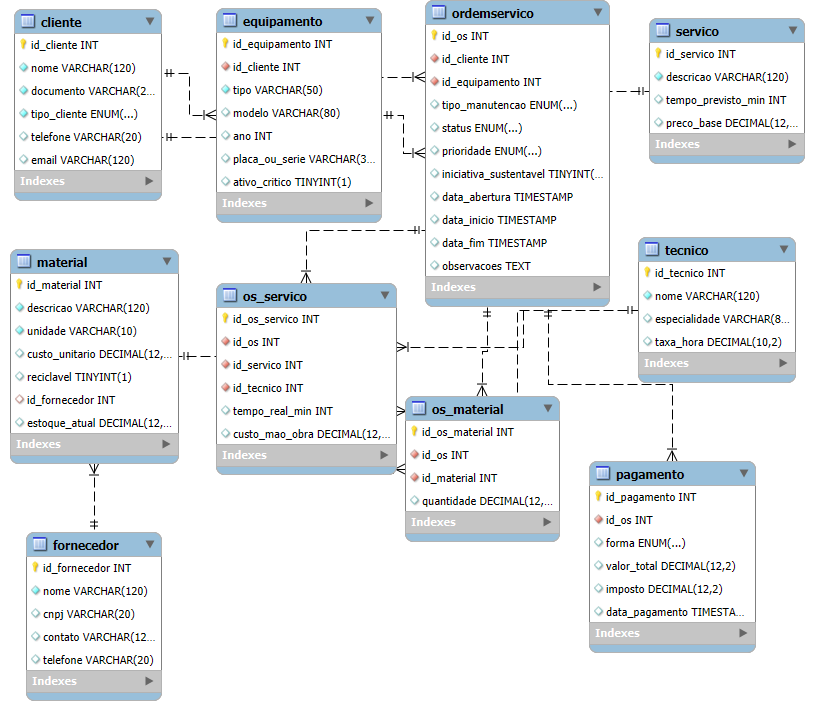 cliente
id_cliente INT
nome VARCHAR(120)
documento VARCHAR(2...
tipo_cliente ENUM(...)
telefone VARCHAR(20)
email VARCHAR(120)
Indexes
equipamento
id_equipamento INT
id_cliente INT
tipo VARCHAR(50)
modelo VARCHAR(80)
ano INT
placa_ou_serie VARCHAR(3...
ativo_critico TINYINT(1)
Indexes
ordemservico
id_os INT
id_cliente INT
id_equipamento INT
tipo_manutencao ENUM(...)
status ENUM(...)
prioridade ENUM(...)
iniciativa_sustentavel TINYINT(...
data_abertura TIMESTAMP
data_inicio TIMESTAMP
data_fim TIMESTAMP
observacoes TEXT
Indexes
servico
id_servico INT
descricao VARCHAR(120)
tempo_previsto_min INT
preco_base DECIMAL(12,...
Indexes
material
id_material INT
descricao VARCHAR(120)
unidade VARCHAR(10)
custo_unitario DECIMAL(12,...
reciclavel TINYINT(1)
id_fornecedor INT
estoque_atual DECIMAL(12,...
Indexes
os_servico
id_os_servico INT
id_os INT
id_servico INT
id_tecnico INT
tempo_real_min INT
custo_mao_obra DECIMAL(12,...
Indexes
tecnico
id_tecnico INT
nome VARCHAR(120)
especialidade VARCHAR(8...
taxa_hora DECIMAL(10,2)
Indexes
os_material
id_os_material INT
id_os INT
id_material INT
quantidade DECIMAL(12,...
Indexes
pagamento
id_pagamento INT
id_os INT
forma ENUM(...)
valor_total DECIMAL(12,2)
imposto DECIMAL(12,2)
data_pagamento TIMESTA...
Indexes
fornecedor
id_fornecedor INT
nome VARCHAR(120)
cnpj VARCHAR(20)
contato VARCHAR(12...
telefone VARCHAR(20)
Indexes